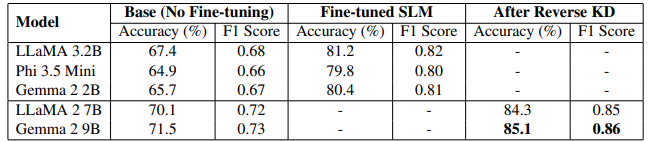 Model Base (No Fine-tuning) Fine-tuned SLM After Reverse KD
Accuracy (%) F1 Score Accuracy (%) F1 Score Accuracy (%) F1 Score
LLaMA 3.2B 67.4 0.68 81.2 0.82 - -
Phi 3.5 Mini 64.9 0.66 79.8 0.80 - -
Gemma 2 2B 65.7 0.67 80.4 0.81 - -
LLaMA 2 7B 70.1 0.72 - - 84.3 0.85
Gemma 2 9B 71.5 0.73 - - 85.1 0.86